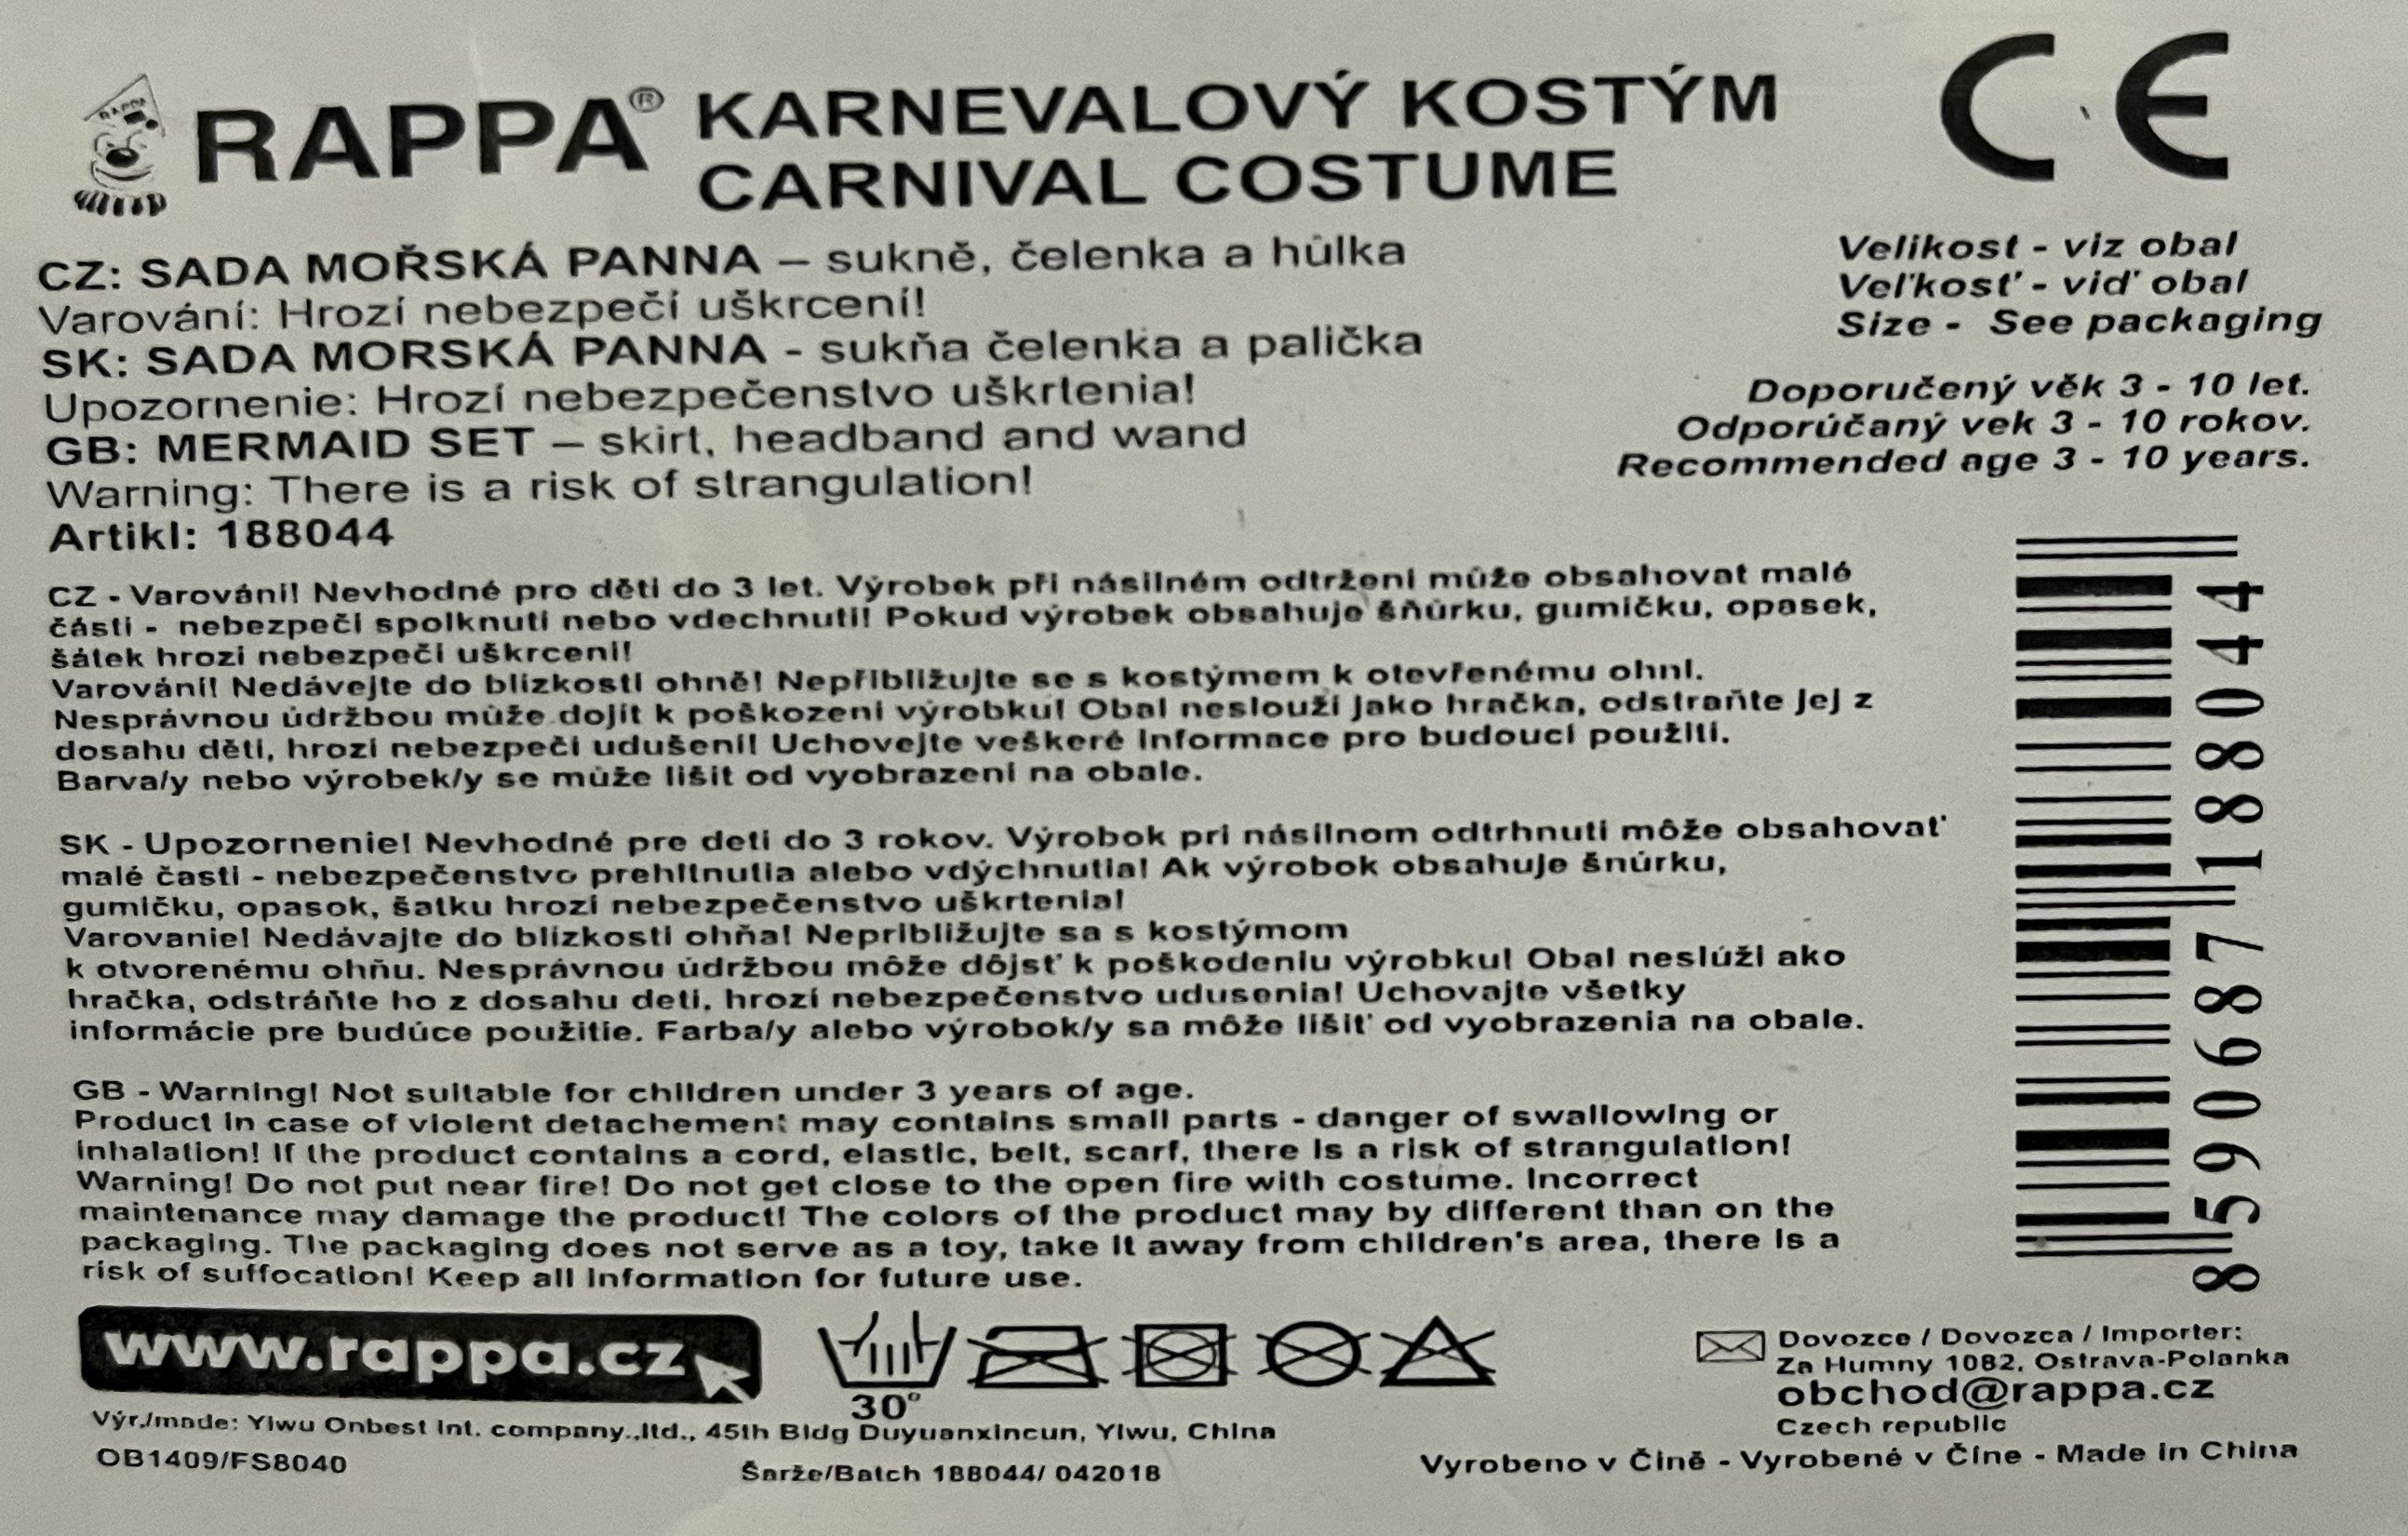 RAPPA® KARNEVALOVÝ KOSTÝM
CARNIVAL COSTUME
CE
CZ: SADA MOŘSKÁ PANNA – sukně, čelenka a hůlka
Varování: Hrozí nebezpečí uškrcení!
SK: SADA MORSKÁ PANNA - sukňa čelenka a palička
Upozornenie: Hrozí nebezpečenstvo uškrtenia!
GB: MERMAID SET – skirt, headband and wand
Warning: There is a risk of strangulation!
Artikl: 188044
Velikost - viz obal
Veľkosť - viď obal
Size - See packaging
Doporučený věk 3 - 10 let.
Odporúčaný vek 3 - 10 rokov.
Recommended age 3 - 10 years.
CZ - Varování! Nevhodné pro děti do 3 let. Výrobek při násilném odtržení může obsahovat malé
části - nebezpečí spolknutí nebo vdechnutí! Pokud výrobek obsahuje šňůrku, gumičku, opasek,
šátek hrozí nebezpečí uškrcení!
Varování! Nedávejte do blízkosti ohně! Nepřibližujte se s kostýmem k otevřenému ohni.
Nesprávnou údržbou může dojít k poškození výrobku! Obal neslouží jako hračka, odstraňte jej z
dosahu dětí, hrozí nebezpečí udušení! Uchovejte veškeré informace pro budoucí použití.
Barva/y nebo výrobek/y se může lišit od vyobrazení na obale.
SK - Upozornenie! Nevhodné pre deti do 3 rokov. Výrobok pri násilnom odtrhnutí môže obsahovať
malé časti - nebezpečenstvo prehltnutia alebo vdýchnutia! Ak výrobok obsahuje šnúrku,
gumičku, opasok, šatku hrozí nebezpečenstvo uškrtenia!
Varovanie! Nedávajte do blízkosti ohňa! Nepribližujte sa s kostýmom
k otvorenému ohňu. Nesprávnou údržbou môže dôjsť k poškodeniu výrobku! Obal neslúži ako
hračka, odstráňte ho z dosahu detí, hrozí nebezpečenstvo udusenia! Uchovajte všetky
informácie pre budúce použitie. Farba/y alebo výrobok/y sa môže líšiť od vyobrazenia na obale.
GB - Warning! Not suitable for children under 3 years of age.
Product in case of violent detachement may contains small parts - danger of swallowing or
inhalation! If the product contains a cord, elastic, belt, scarf, there is a risk of strangulation!
Warning! Do not put near fire! Do not get close to the open fire with costume. Incorrect
maintenance may damage the product! The colors of the product may by different than on the
packaging. The packaging does not serve as a toy, take it away from children's area, there is a
risk of suffocation! Keep all information for future use.
8 590687 188044
www.rappa.cz
30°
Dovozce / Dovozca / Importer:
Za Humny 1082, Ostrava-Polanka
obchod@rappa.cz
Czech republic
Výr./made: Yiwu Onbest Int. company.,ltd., 45th Bldg Duyuanxincun, Yiwu, China
OB1409/FS8040
Šarže/Batch 188044/ 042018
Vyrobeno v Číně - Vyrobené v Číne - Made in China